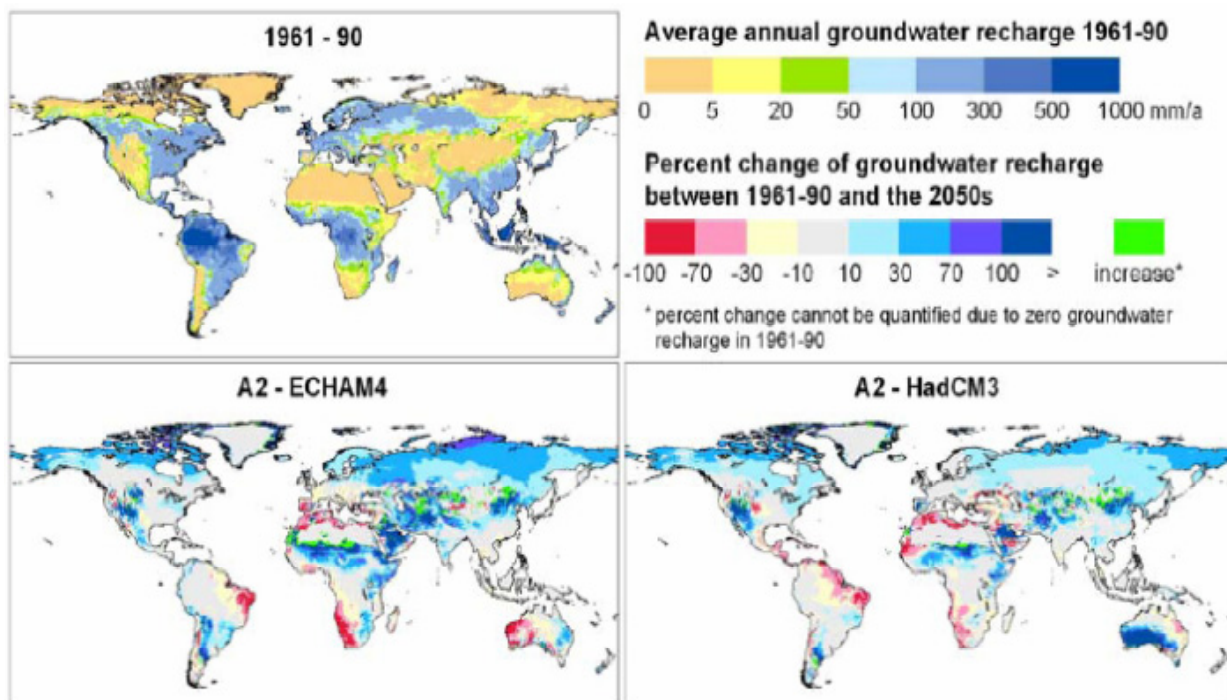 1961 - 90
Average annual groundwater recharge 1961-90
0 5 20 50 100 300 500 1000 mm/a
Percent change of groundwater recharge
between 1961-90 and the 2050s
-100 -70 -30 -10 10 30 70 100 > increase*
* percent change cannot be quantified due to zero groundwater
recharge in 1961-90
A2 - ECHAM4
A2 - HadCM3